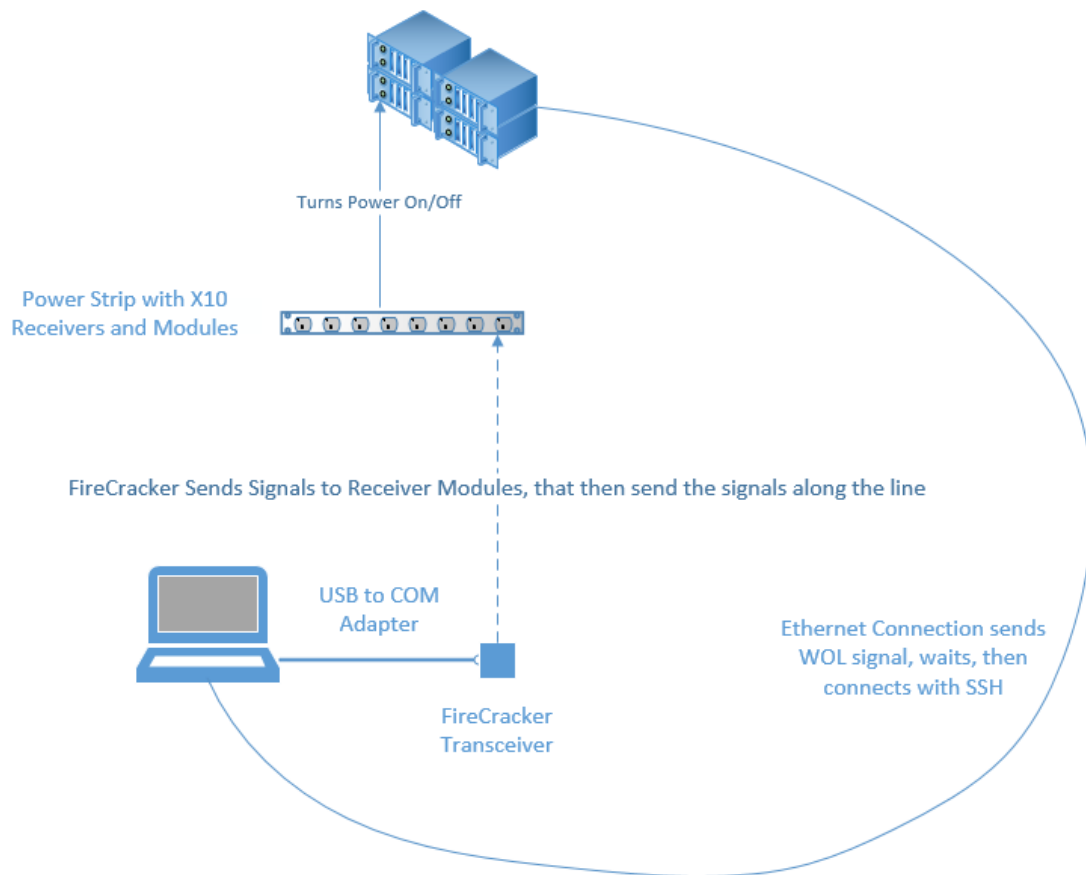 Turns Power On/Off
Power Strip with X10
Receivers and Modules
FireCracker Sends Signals to Receiver Modules, that then send the signals along the line
USB to COM
Adapter
Ethernet Connection sends
WOL signal, waits, then
connects with SSH
FireCracker
Transceiver